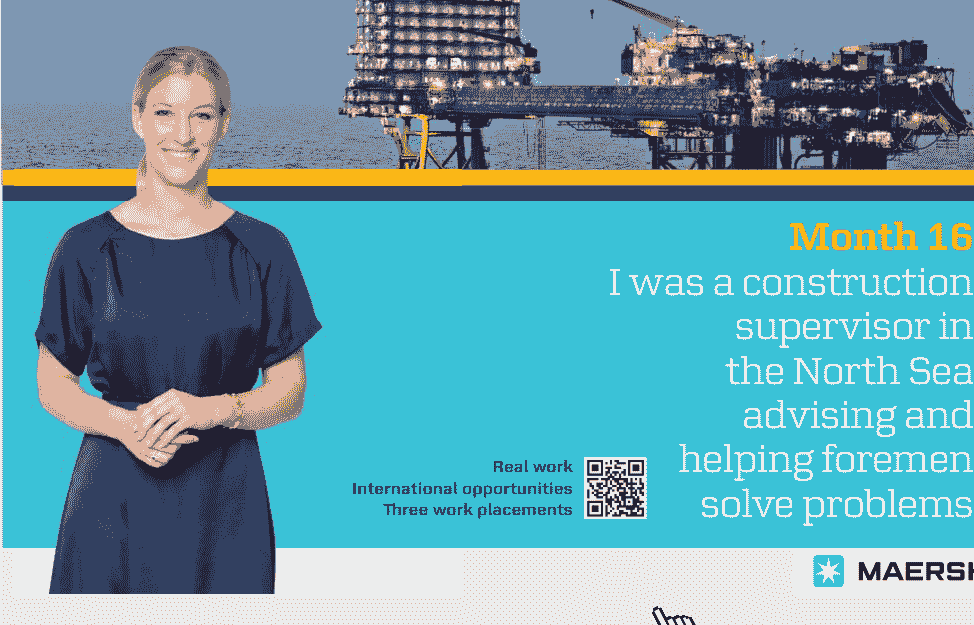 Month 16
I was a construction
supervisor in
the North Sea
advising and
helping foremen
solve problems
Real work
International opportunities
Three work placements
MAERSK